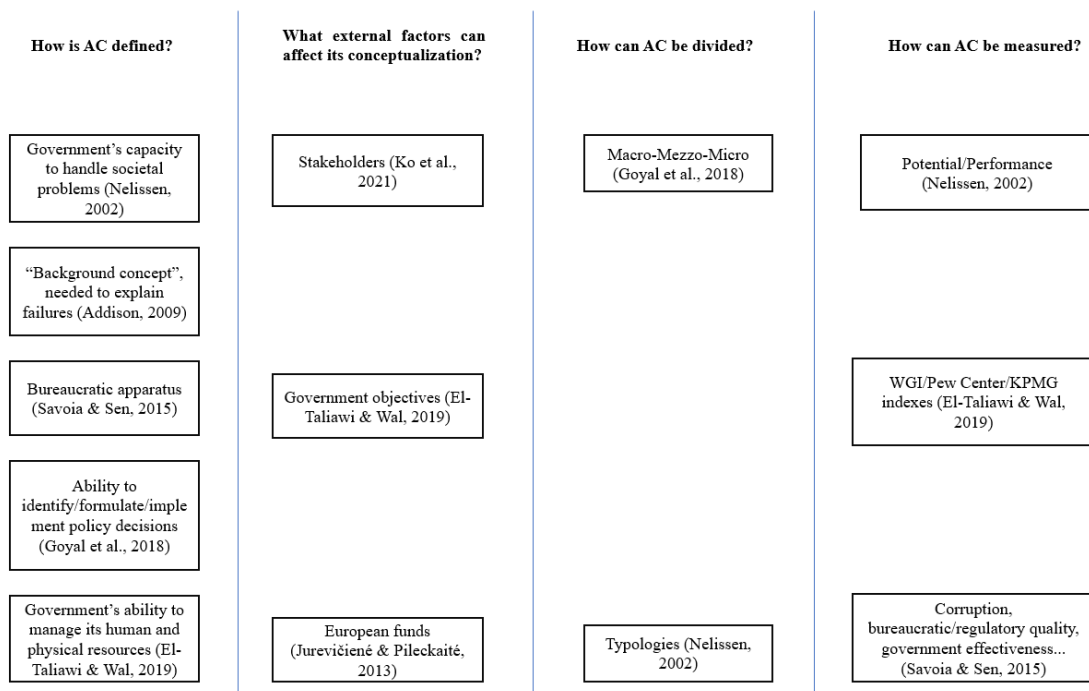 How is AC defined?
Government's capacity
to handle societal
problems (Nelissen,
2002)
“Background concept”,
needed to explain
failures (Addison, 2009)
Bureaucratic apparatus
(Savoia & Sen, 2015)
Ability to
identify/formulate/imple
ment policy decisions
(Goyal et al., 2018)
Government's ability to
manage its human and
physical resources (El-
Taliawi & Wal, 2019)
What external factors can
affect its conceptualization?
Stakeholders (Ko et al.,
2021)
Government objectives (El-
Taliawi & Wal, 2019)
European funds
(Jurevičiené & Pileckaité,
2013)
How can AC be divided?
Macro-Mezzo-Micro
(Goyal et al., 2018)
Typologies (Nelissen,
2002)
How can AC be measured?
Potential/Performance
(Nelissen, 2002)
WGI/Pew Center/KPMG
indexes (El-Taliawi & Wal,
2019)
Corruption,
bureaucratic/regulatory quality,
government effectiveness...
(Savoia & Sen, 2015)